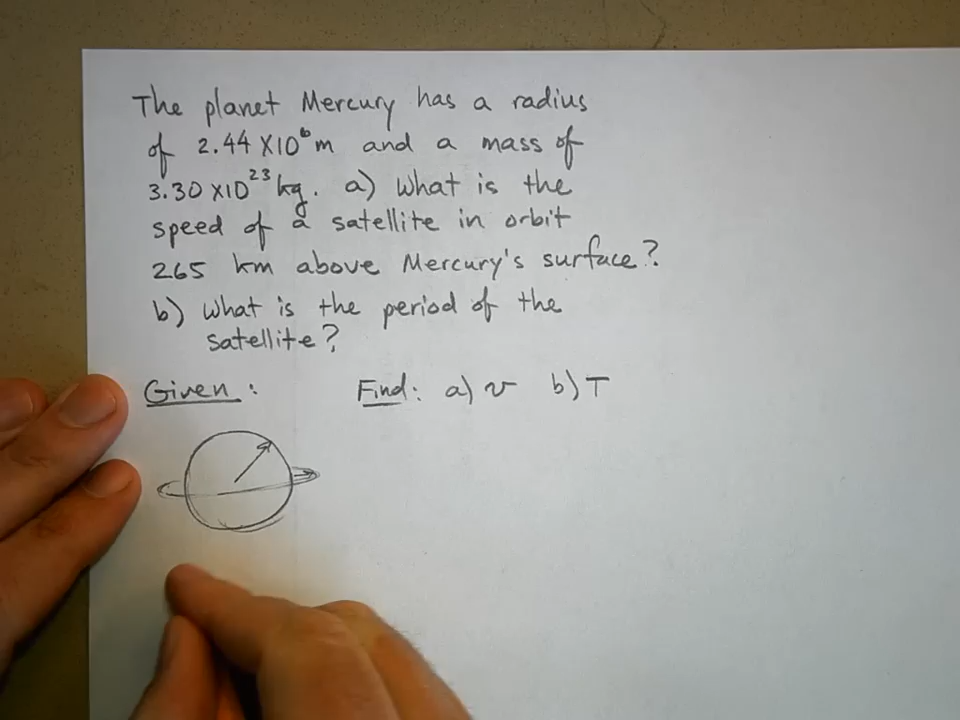 The planet Mercury has a radius
of 2.44 X10⁶m and a mass of
3.30 X10²³ kg. a) What is the
speed of a satellite in orbit
265 km above Mercury's surface?
b) What is the period of the
satellite?
Given: Find: a) v b) T